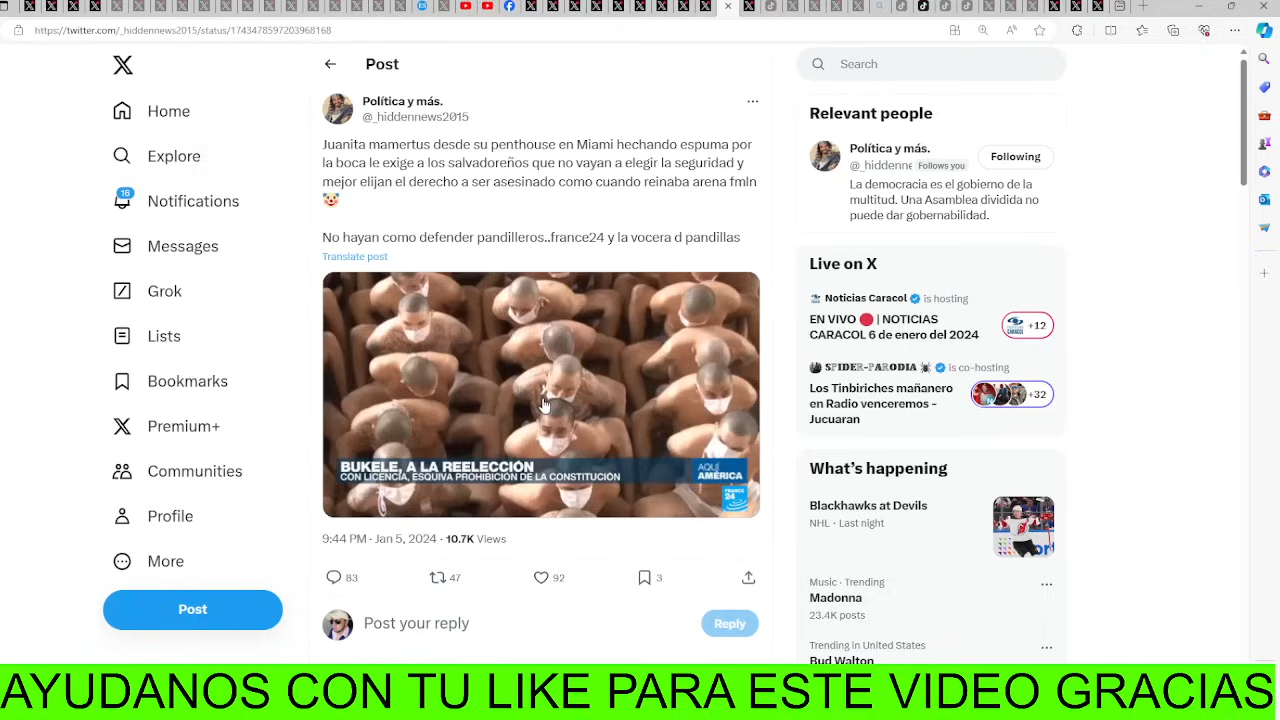 https://twitter.com/_hiddennews2015/status/1743478597203968168
Home
Explore
16
Notifications
Messages
Grok
Lists
Bookmarks
Premium+
Communities
Profile
More
Post
Post
Política y más.
@_hiddennews2015
Juanita mamertus desde su penthouse en Miami hechando espuma por
la boca le exige a los salvadoreños que no vayan a elegir la seguridad y
mejor elijan el derecho a ser asesinado como cuando reinaba arena fmln
🤡
No hayan como defender pandilleros..france24 y la vocera d pandillas
Translate post
BUKELE, A LA REELECCIÓN
CON LICENCIA, ESQUIVA PROHIBICIÓN DE LA CONSTITUCIÓN
AQUÍ
AMÉRICA
FRANCE
24
9:44 PM · Jan 5, 2024 · 10.7K Views
83
47
92
3
Post your reply
Reply
Search
Relevant people
Política y más.
@_hiddenne Follows you
Following
La democracia es el gobierno de la
multitud. Una Asamblea dividida no
puede dar gobernabilidad.
Live on X
Noticias Caracol is hosting
EN VIVO 🔴 | NOTICIAS
CARACOL 6 de enero del 2024
+12
SPIDER-PARODIA 🕷 is co-hosting
Los Tinbiriches mañanero
en Radio venceremos -
Jucuaran
+32
What's happening
Blackhawks at Devils
NHL · Last night
Music · Trending
Madonna
23.4K posts
Trending in United States
Bud Walton
AYUDANOS CON TU LIKE PARA ESTE VIDEO GRACIAS